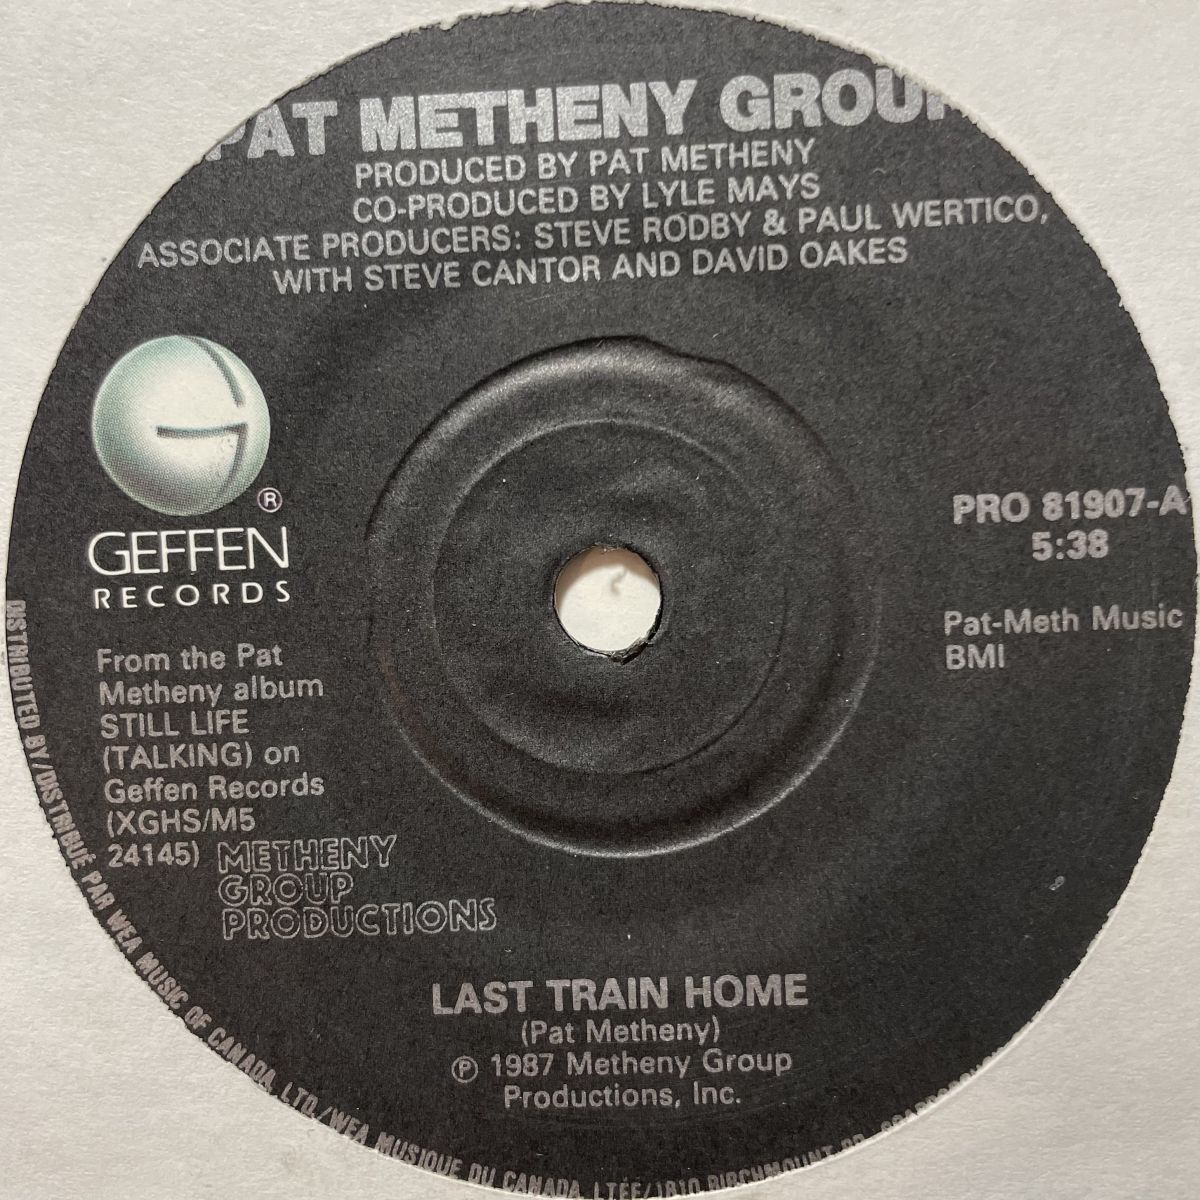 PAT METHENY GROUP
PRODUCED BY PAT METHENY
CO-PRODUCED BY LYLE MAYS
ASSOCIATE PRODUCERS: STEVE RODBY & PAUL WERTICO,
WITH STEVE CANTOR AND DAVID OAKES
®
GEFFEN
RECORDS
PRO 81907-A
5:38
Pat-Meth Music
BMI
From the Pat
Metheny album
STILL LIFE
(TALKING) on
Geffen Records
(XGHS/M5
24145)
METHENY
GROUP
PRODUCTIONS
LAST TRAIN HOME
(Pat Metheny)
℗ 1987 Metheny Group
Productions, Inc.
DISTRIBUTED BY/DISTRIBUÉ PAR WEA MUSIC OF CANADA, LTD./WEA MUSIQUE DU CANADA, LTÉE/1810 BIRCHMOUNT RD.